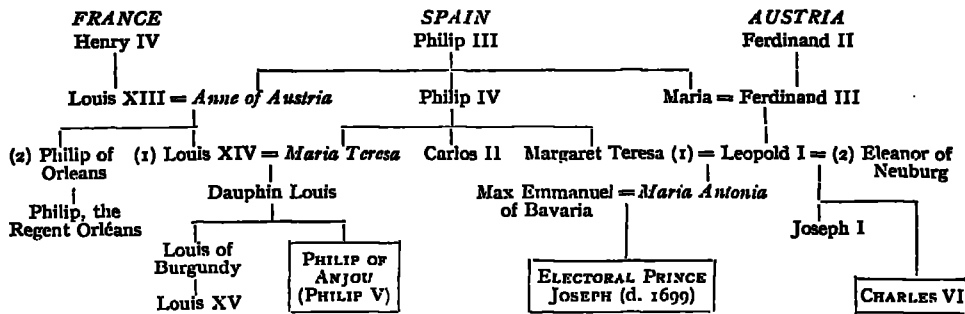 FRANCE SPAIN AUSTRIA
Henry IV Philip III Ferdinand II
Louis XIII = Anne of Austria Philip IV Maria = Ferdinand III
(2) Philip of Orleans (1) Louis XIV = Maria Teresa Carlos II Margaret Teresa (1) = Leopold I = (2) Eleanor of Neuburg
Philip, the Regent Orléans
Dauphin Louis
Max Emmanuel = Maria Antonia
of Bavaria
Joseph I
Louis of
Burgundy
Louis XV
PHILIP OF
ANJOU
(PHILIP V)
ELECTORAL PRINCE
JOSEPH (d. 1699)
CHARLES VI